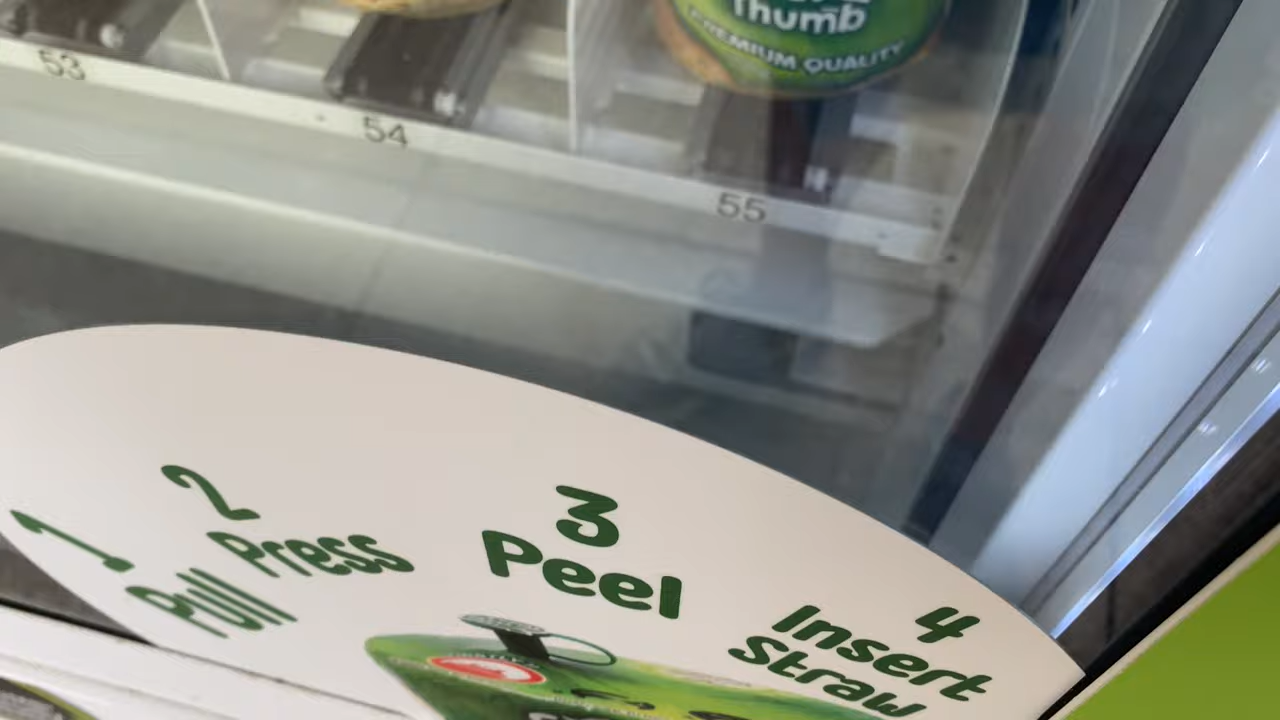 Thumb
PREMIUM QUALITY
53
54
55
1
Pull
2
Press
3
Peel
4
Insert
Straw